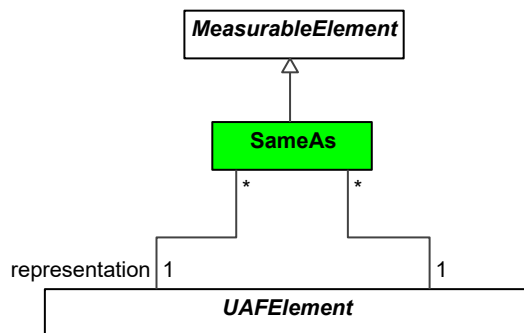 MeasurableElement
SameAs
* *
representation 1 1
UAFElement